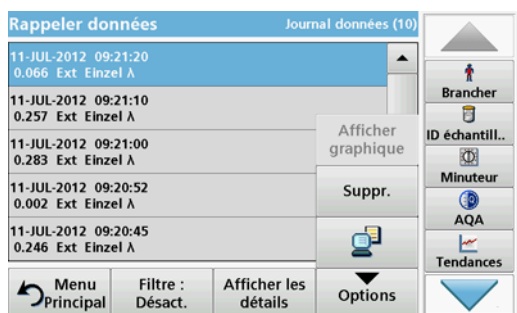 Rappeler données
Journal données (10)
11-JUL-2012 09:21:20
0.066 Ext Einzel λ
11-JUL-2012 09:21:10
0.257 Ext Einzel λ
11-JUL-2012 09:21:00
0.283 Ext Einzel λ
11-JUL-2012 09:20:52
0.002 Ext Einzel λ
11-JUL-2012 09:20:45
0.246 Ext Einzel λ
Afficher
graphique
Suppr.
Menu
Principal
Filtre :
Désact.
Afficher les
détails
Options
Brancher
ID échantill..
Minuteur
AQA
Tendances